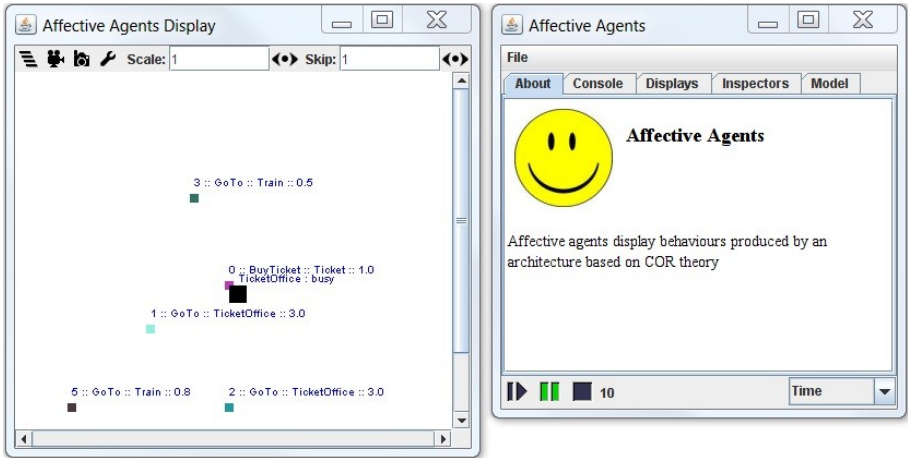 Affective Agents Display
Scale: 1 Skip: 1
3 :: GoTo :: Train :: 0.5
0 :: BuyTicket :: Ticket :: 1.0
TicketOffice : busy
1 :: GoTo :: TicketOffice :: 3.0
5 :: GoTo :: Train :: 0.8
2 :: GoTo :: TicketOffice :: 3.0
Affective Agents
File
About Console Displays Inspectors Model
Affective Agents
Affective agents display behaviours produced by an
architecture based on COR theory
10 Time